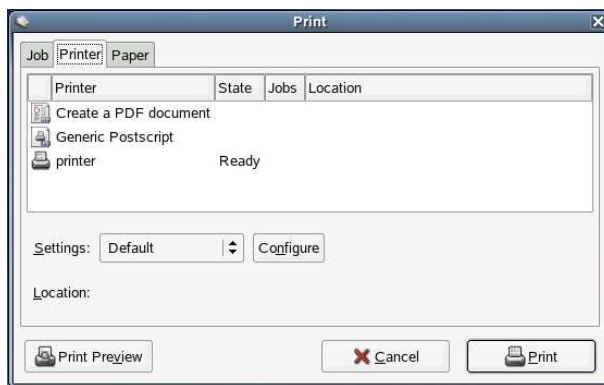 Print
Job Printer Paper
Printer State Jobs Location
Create a PDF document
Generic Postscript
printer Ready
Settings: Default Configure
Location:
Print Preview Cancel Print